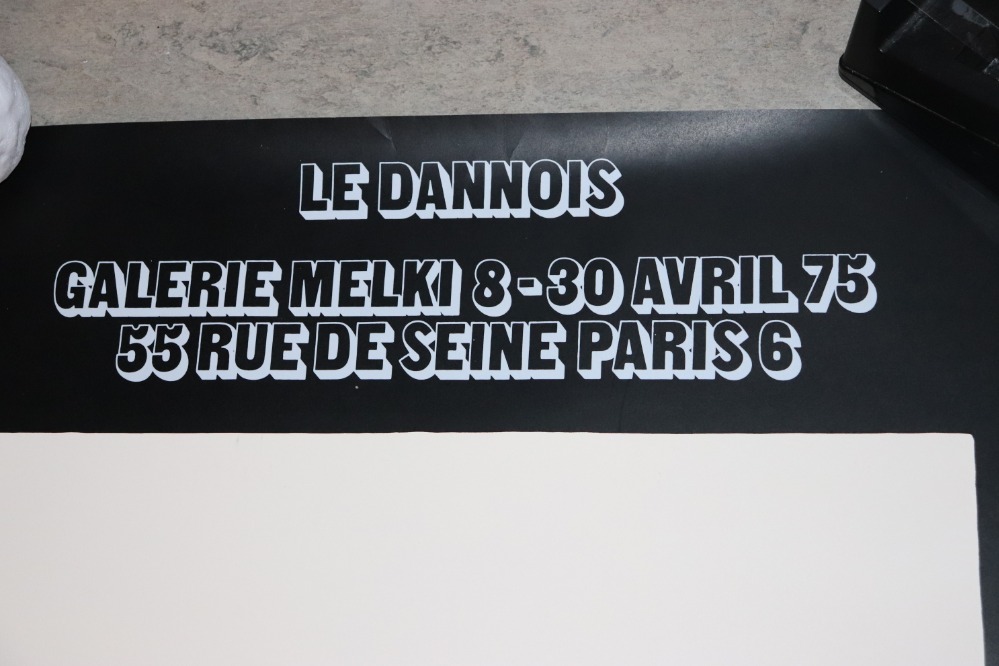 LE DANNOIS
GALERIE MELKI 8-30 AVRIL 75
55 RUE DE SEINE PARIS 6